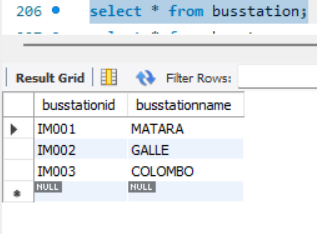 206 select * from busstation;
Result Grid Filter Rows:
busstationid busstationname
IM001 MATARA
IM002 GALLE
IM003 COLOMBO
NULL NULL